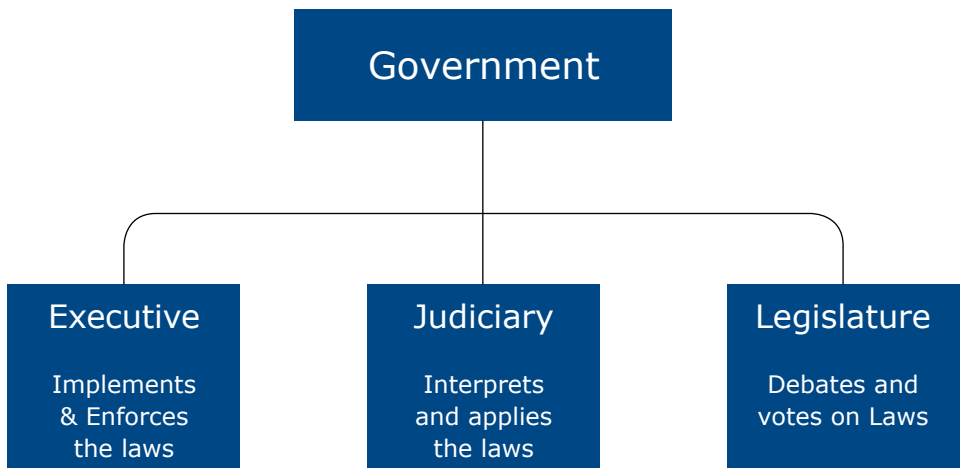 Government
Executive
Implements
& Enforces
the laws
Judiciary
Interprets
and applies
the laws
Legislature
Debates and
votes on Laws